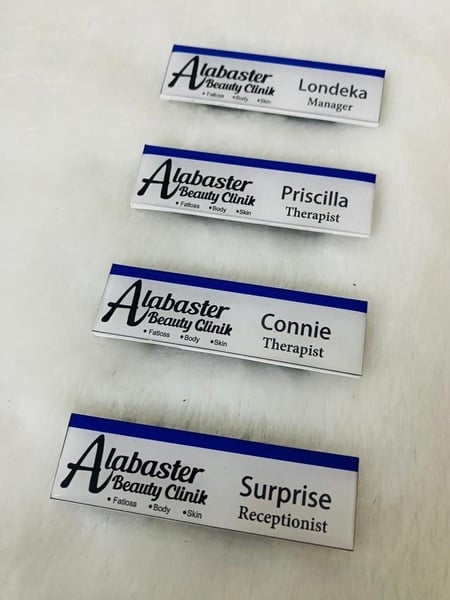 Alabaster
Beauty Clinik
• Fatloss • Body • Skin
Londeka
Manager
Alabaster
Beauty Clinik
• Fatloss • Body • Skin
Priscilla
Therapist
Alabaster
Beauty Clinik
• Fatloss • Body • Skin
Connie
Therapist
Alabaster
Beauty Clinik
• Fatloss • Body • Skin
Surprise
Receptionist